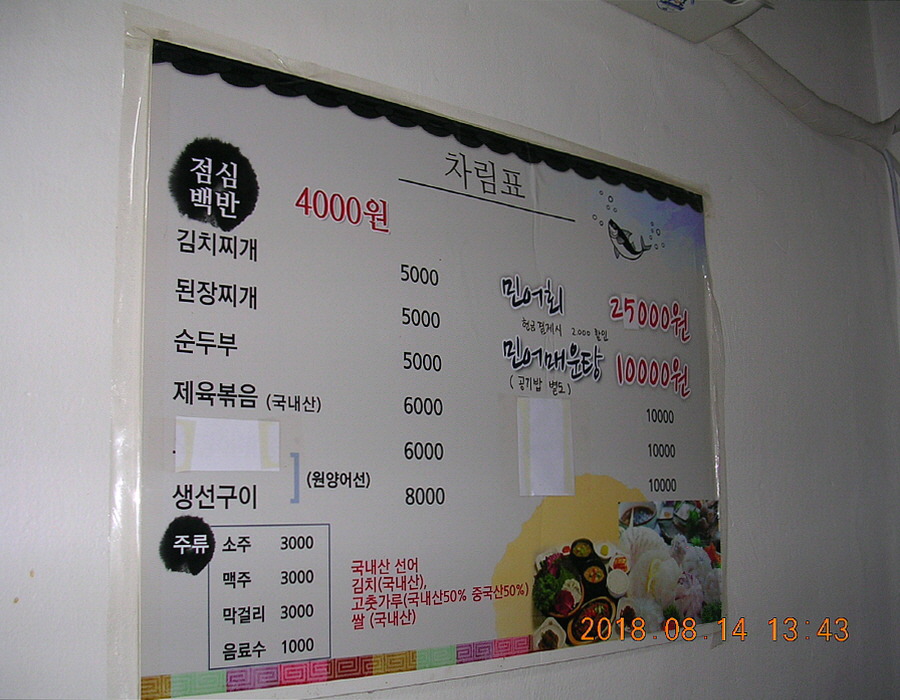 차림표
점심
백반
4000원
김치찌개 5000
된장찌개 5000
순두부 5000
제육볶음 (국내산) 6000
6000
(원양어선)
생선구이 8000
민어회 25000원
현금결제시 2000 할인
민어매운탕 10000원
(공기밥 별도)
10000
10000
10000
주류
소주 3000
맥주 3000
막걸리 3000
음료수 1000
국내산 선어
김치(국내산),
고춧가루(국내산50% 중국산50%)
쌀 (국내산)
2018.08.14 13:43